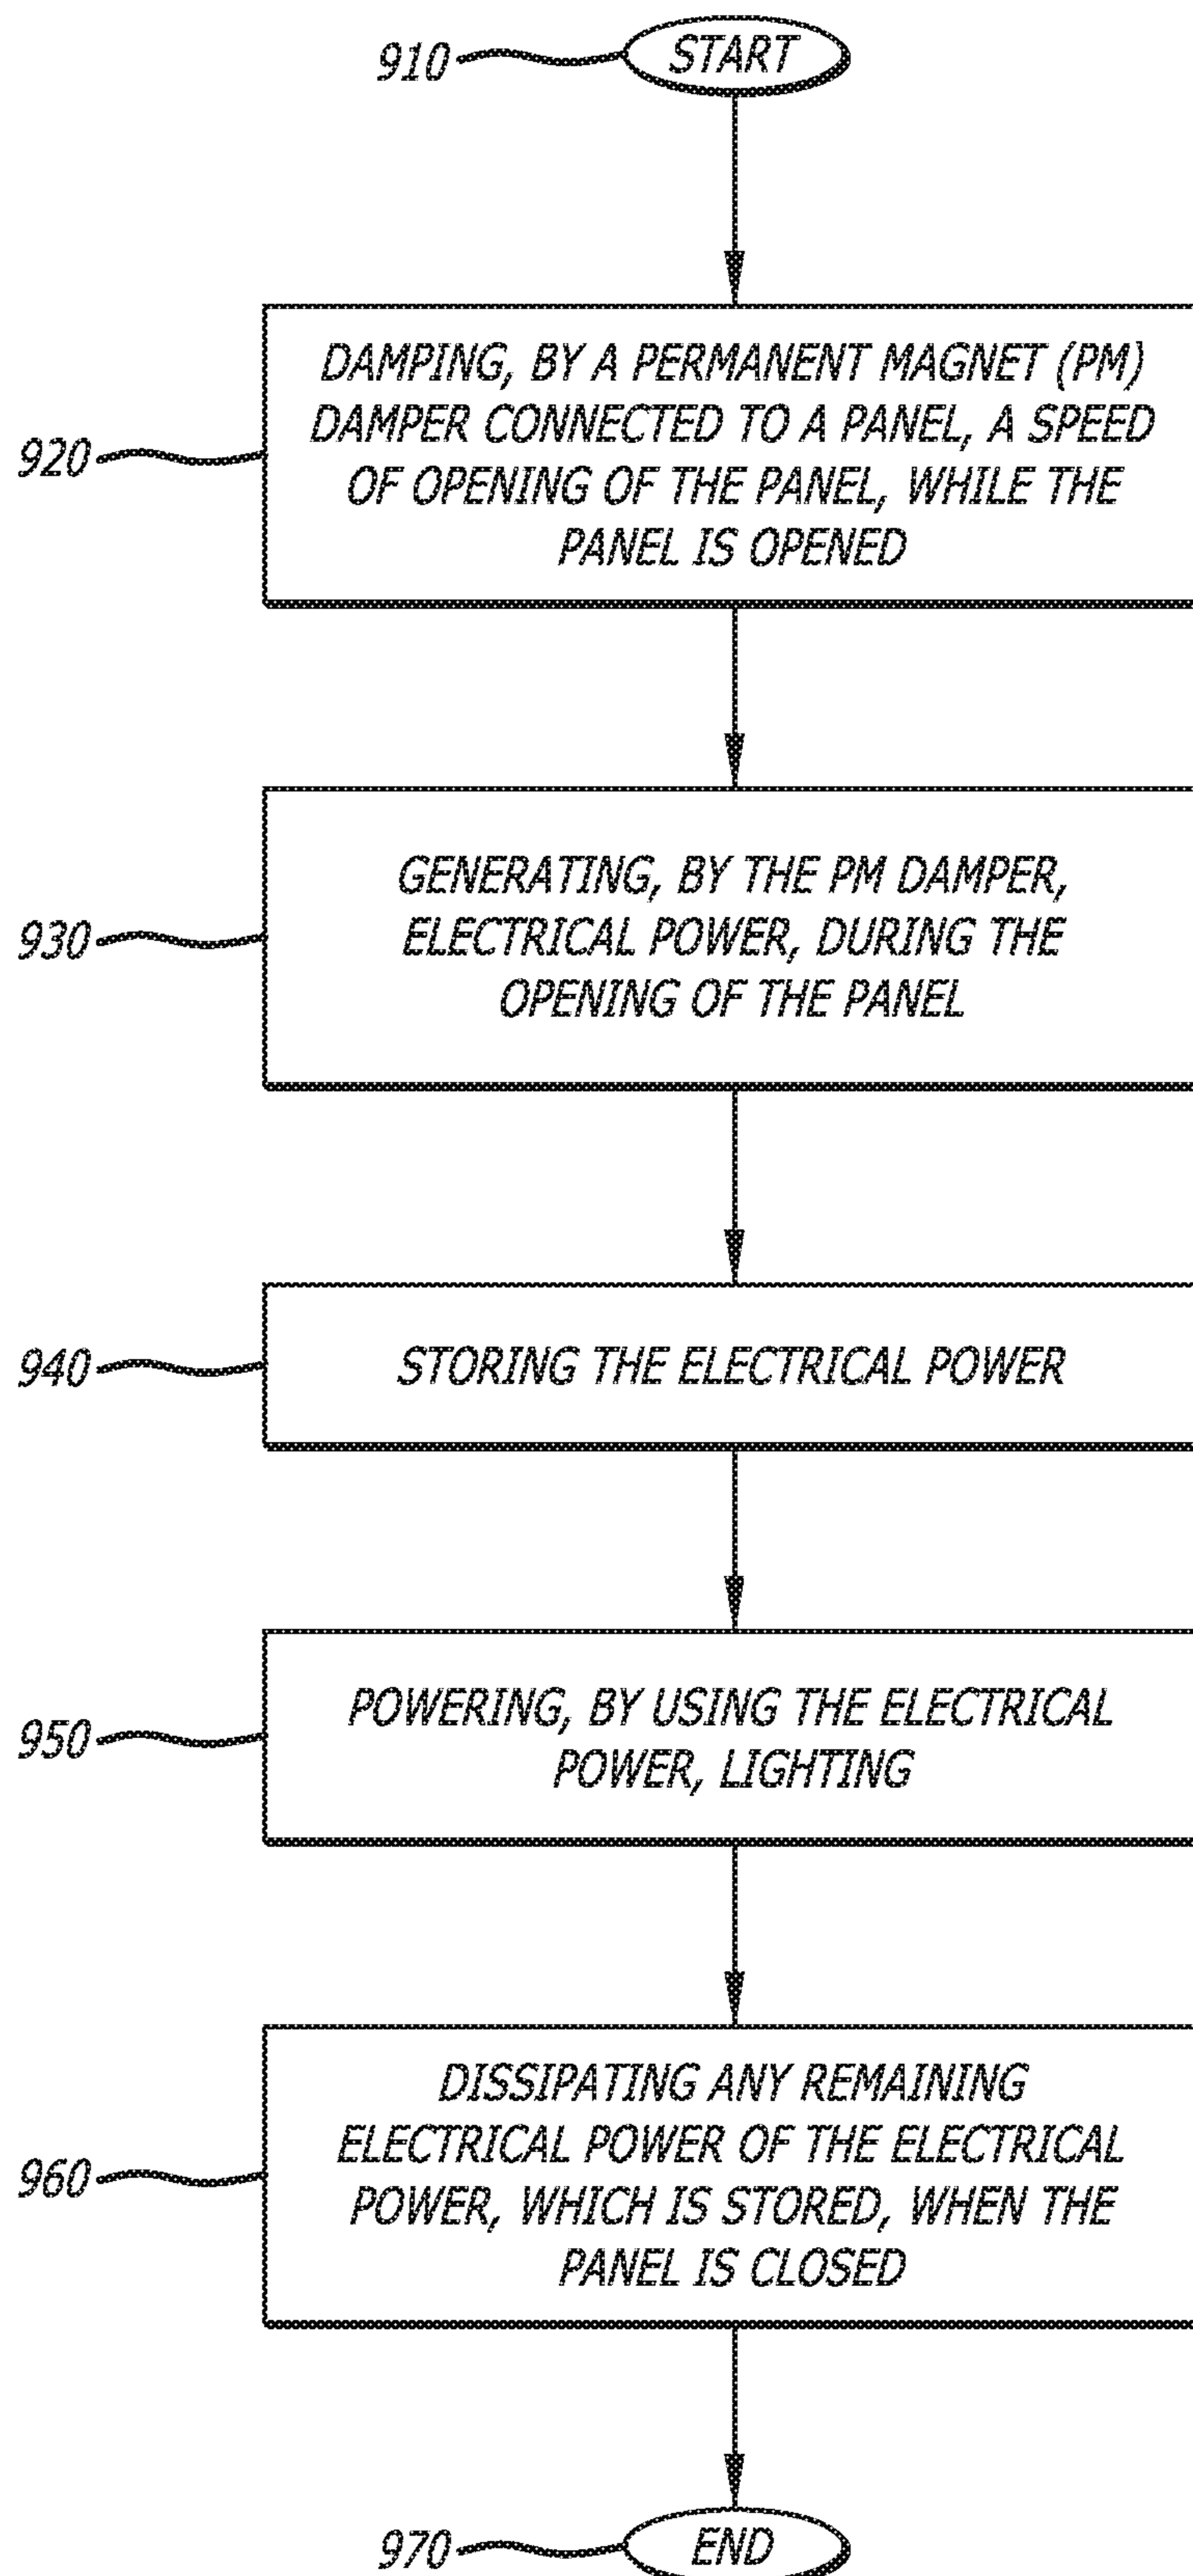 910
START
920
DAMPING, BY A PERMANENT MAGNET (PM)
DAMPER CONNECTED TO A PANEL, A SPEED
OF OPENING OF THE PANEL, WHILE THE
PANEL IS OPENED
930
GENERATING, BY THE PM DAMPER,
ELECTRICAL POWER, DURING THE
OPENING OF THE PANEL
940
STORING THE ELECTRICAL POWER
950
POWERING, BY USING THE ELECTRICAL
POWER, LIGHTING
960
DISSIPATING ANY REMAINING
ELECTRICAL POWER OF THE ELECTRICAL
POWER, WHICH IS STORED, WHEN THE
PANEL IS CLOSED
970
END